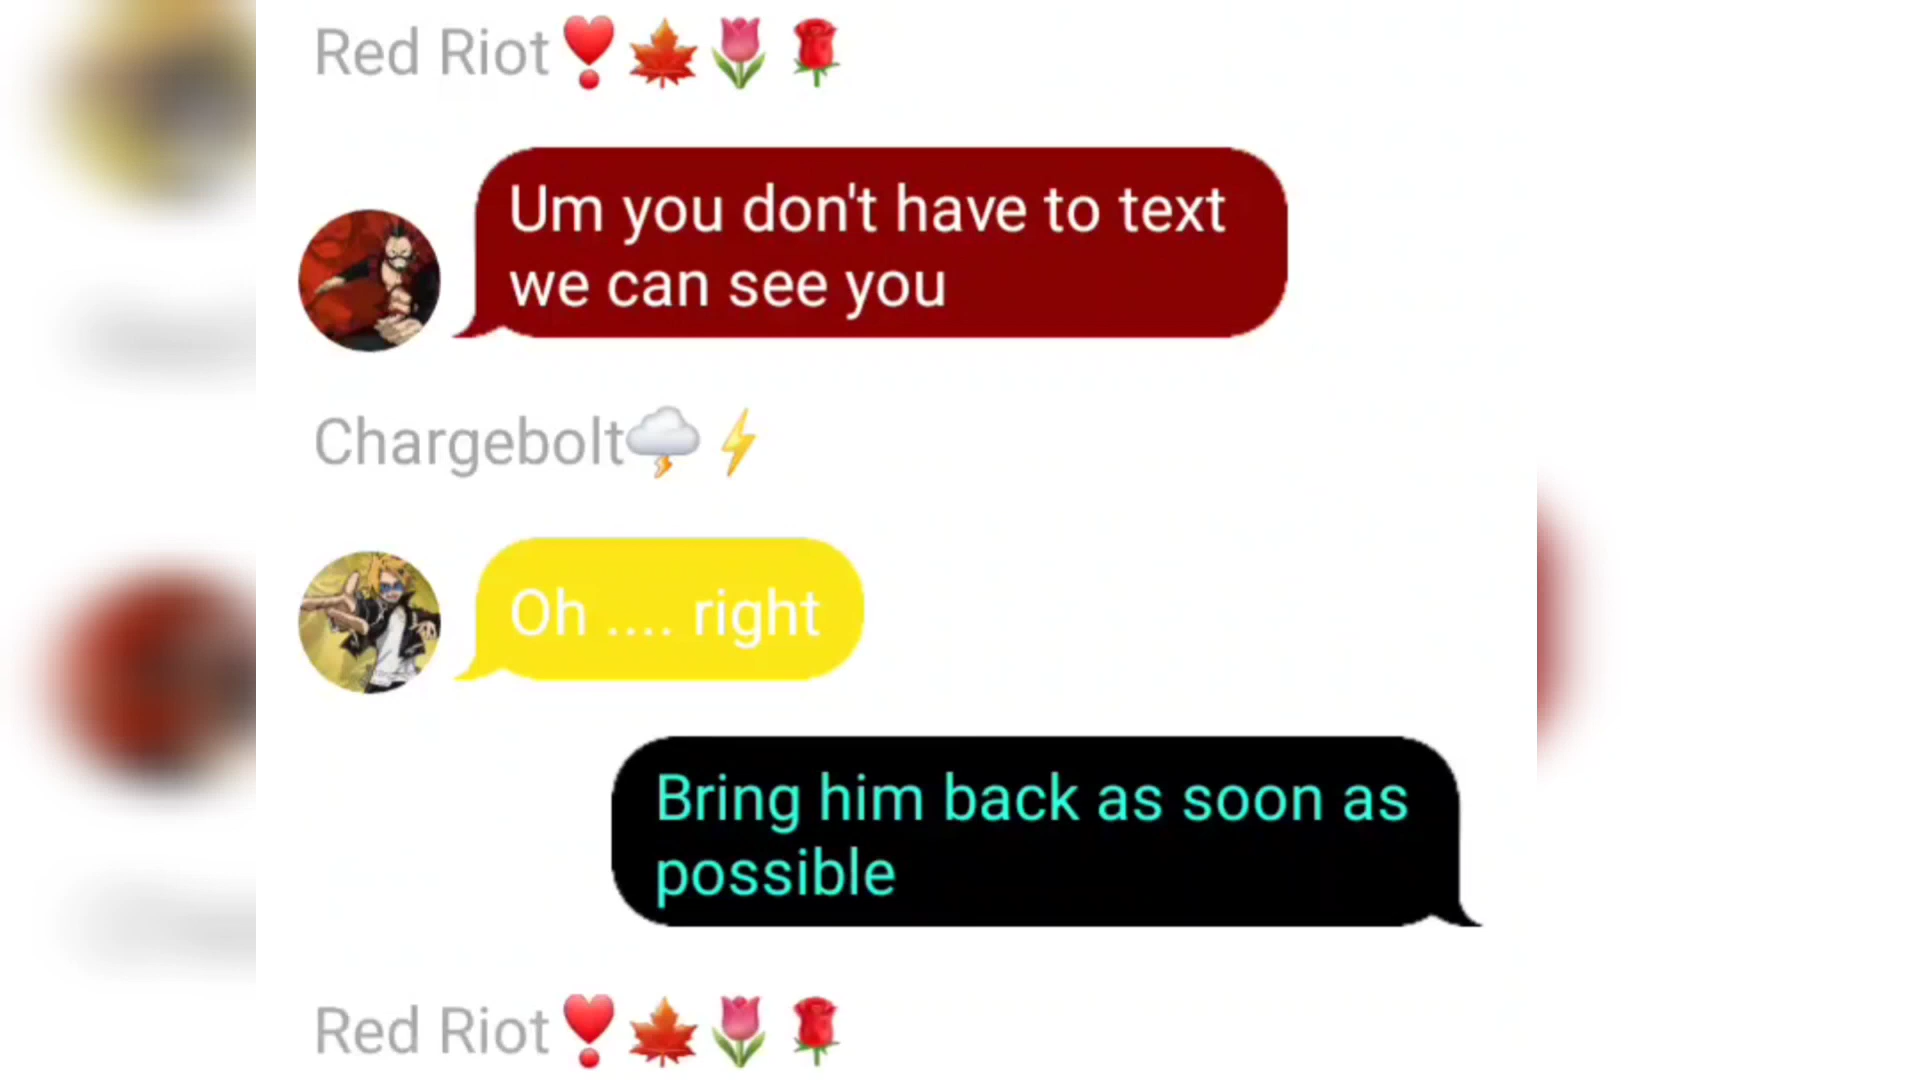 Red Riot❣️🍁🌷🌹
Um you don't have to text
we can see you
Chargebolt🌩️⚡
Oh .... right
Bring him back as soon as
possible
Red Riot❣️🍁🌷🌹